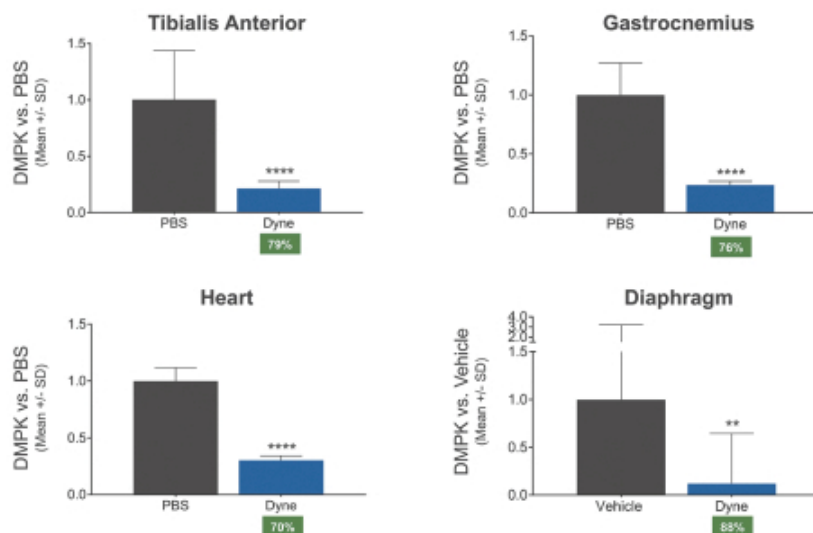 Tibialis Anterior
DMPK vs. PBS
(Mean +/- SD)
1.5
1.0
0.5
0.0
****
PBS
Dyne
79%
Gastrocnemius
DMPK vs. PBS
(Mean +/- SD)
1.5
1.0
0.5
0.0
****
PBS
Dyne
76%
Heart
DMPK vs. PBS
(Mean +/- SD)
1.5
1.0
0.5
0.0
****
PBS
Dyne
70%
Diaphragm
DMPK vs. Vehicle
(Mean +/- SD)
4.0
3.0
2.0
1.5
1.0
0.5
0.0
**
Vehicle
Dyne
88%